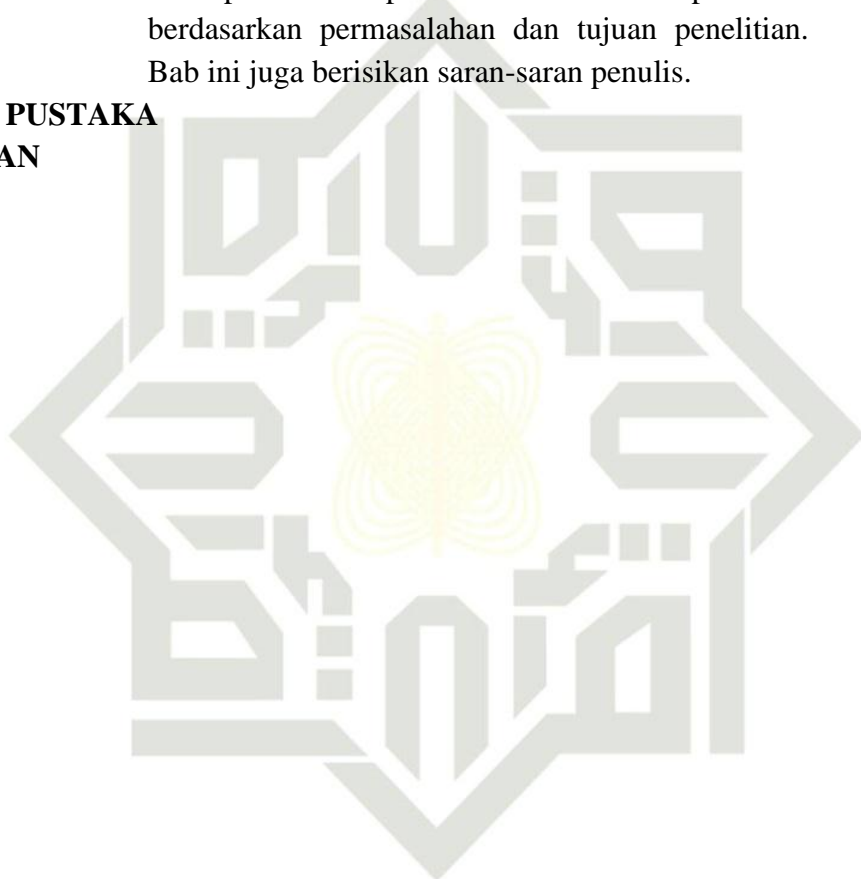 berdasarkan permasalahan dan tujuan penelitian.
Bab ini juga berisikan saran-saran penulis.
PUSTAKA
AN